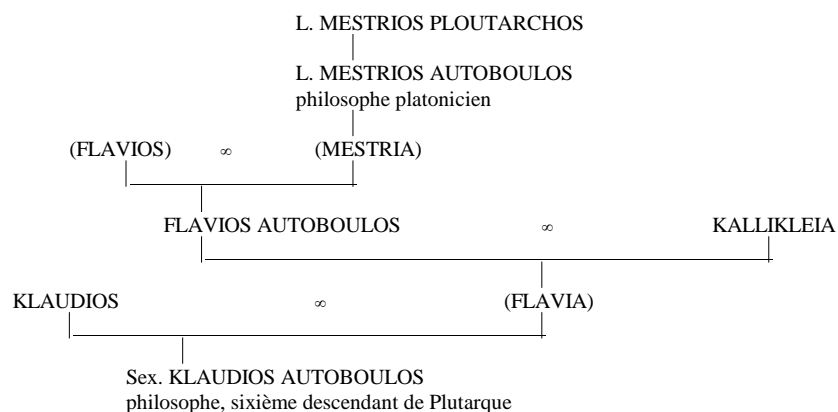 L. MESTRIOS PLOUTARCHOS
L. MESTRIOS AUTOBOULOS
philosophe platonicien
(FLAVIOS) ∞ (MESTRIA)
FLAVIOS AUTOBOULOS ∞ KALLIKLEIA
KLAUDIOS ∞ (FLAVIA)
Sex. KLAUDIOS AUTOBOULOS
philosophe, sixième descendant de Plutarque